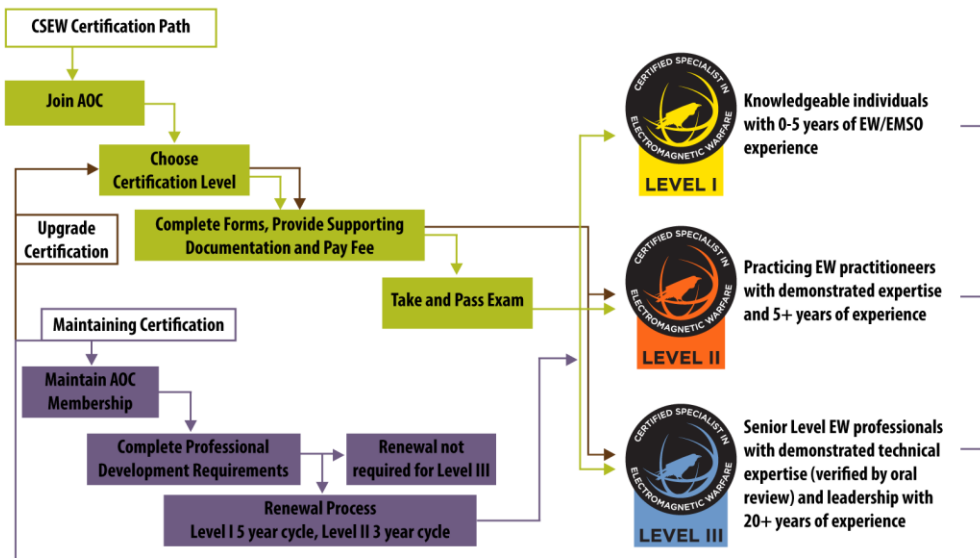 CSEW Certification Path
Join AOC
Choose
Certification Level
Complete Forms, Provide Supporting
Documentation and Pay Fee
Take and Pass Exam
Upgrade
Certification
Maintaining Certification
Maintain AOC
Membership
Complete Professional
Development Requirements
Renewal not
required for Level III
Renewal Process
Level I 5 year cycle, Level II 3 year cycle
CERTIFIED SPECIALIST IN
ELECTROMAGNETIC WARFARE
LEVEL I
Knowledgeable individuals
with 0-5 years of EW/EMSO
experience
CERTIFIED SPECIALIST IN
ELECTROMAGNETIC WARFARE
LEVEL II
Practicing EW practitioners
with demonstrated expertise
and 5+ years of experience
CERTIFIED SPECIALIST IN
ELECTROMAGNETIC WARFARE
LEVEL III
Senior Level EW professionals
with demonstrated technical
expertise (verified by oral
review) and leadership with
20+ years of experience